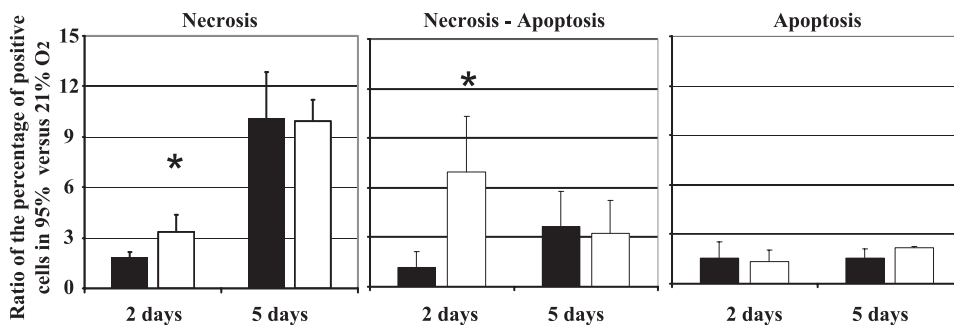 Necrosis
Necrosis - Apoptosis
Apoptosis
Ratio of the percentage of positive
cells in 95% versus 21% O2
15
12
9
6
3
0
*
*
2 days
5 days
2 days
5 days
2 days
5 days